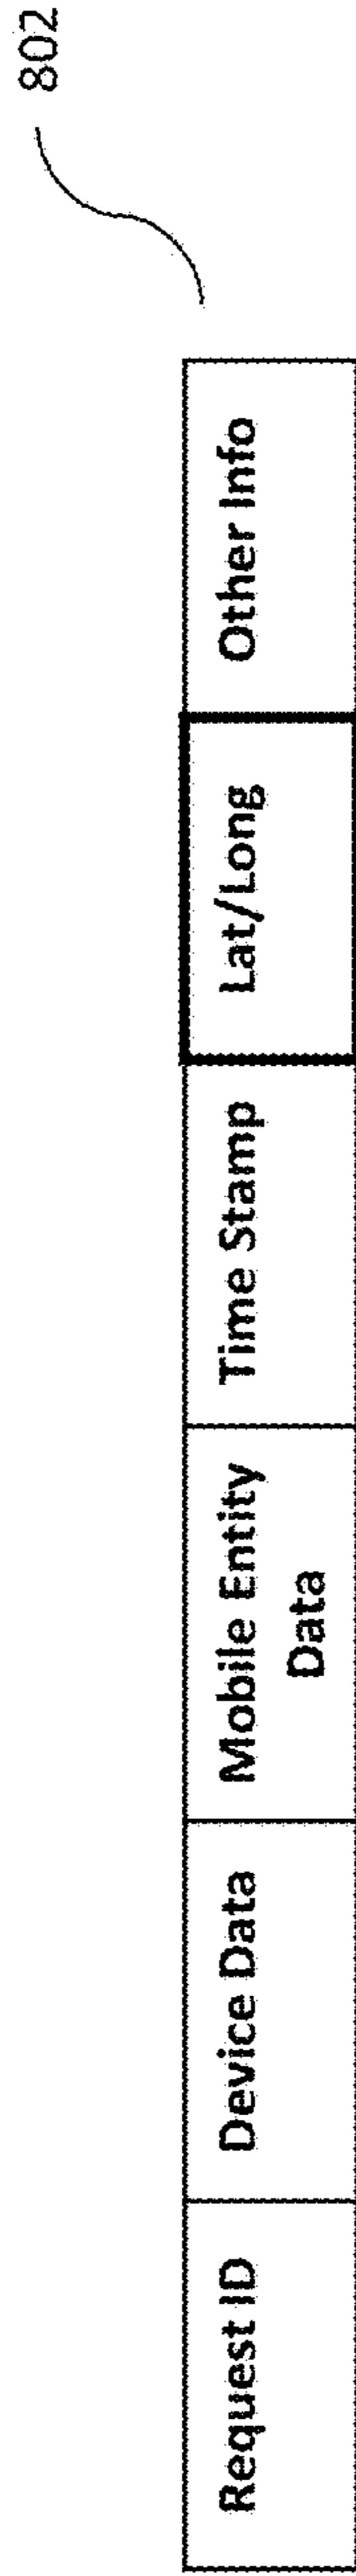 802
Request ID
Device Data
Mobile Entity
Data
Time Stamp
Lat/Long
Other Info